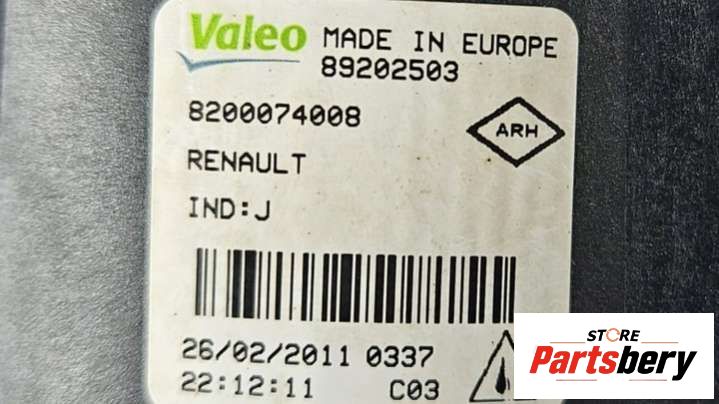 Valeo MADE IN EUROPE
89202503
8200074008
ARH
RENAULT
IND:J
26/02/2011 0337
22:12:11 C03
STORE
Partsbery